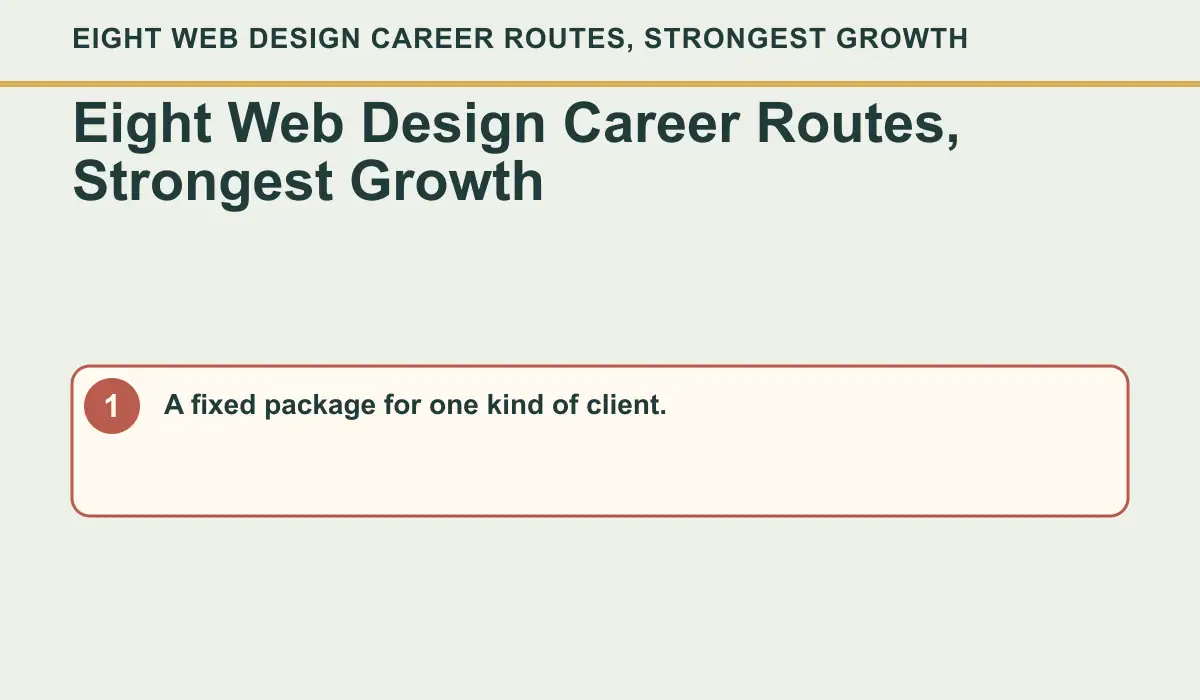 EIGHT WEB DESIGN CAREER ROUTES, STRONGEST GROWTH
Eight Web Design Career Routes,
Strongest Growth
1 A fixed package for one kind of client.